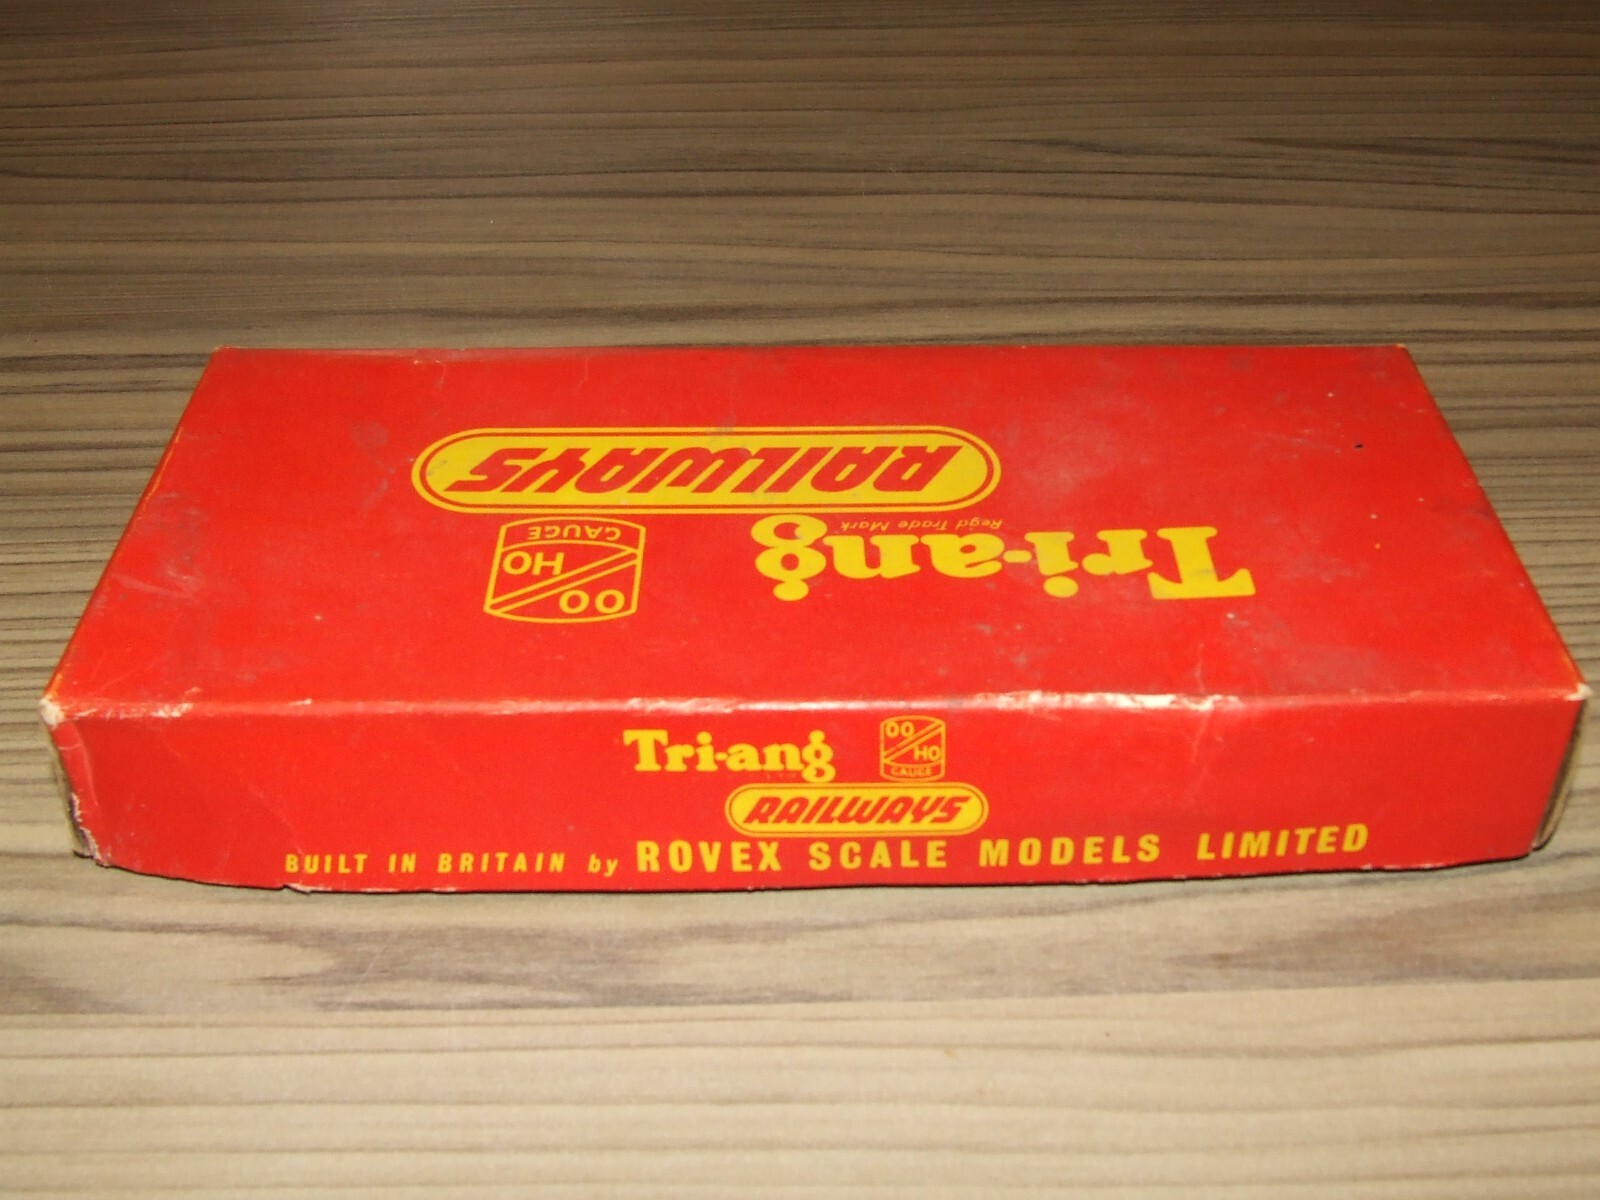 Tri-ang
Regd Trade Mark
RAILWAYS
OO
HO
GAUGE
Tri-ang
RAILWAYS
OO
HO
GAUGE
BUILT IN BRITAIN by ROVEX SCALE MODELS LIMITED